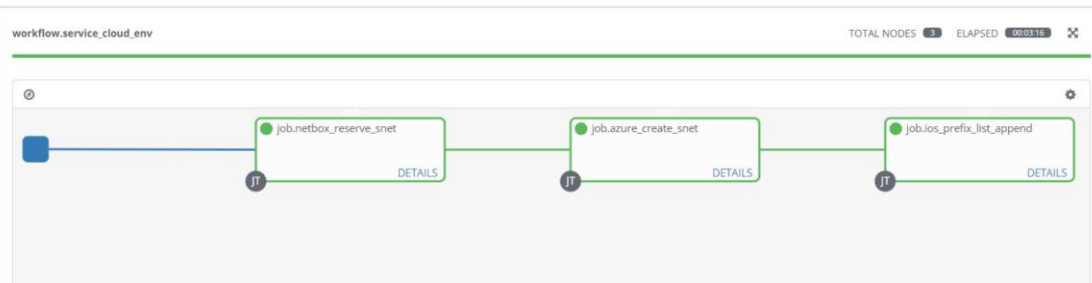 workflow.service_cloud_env TOTAL NODES 3 ELAPSED 00:03:16
job.netbox_reserve_snet job.azure_create_snet job.ios_prefix_list_append
DETAILS DETAILS DETAILS
JT JT JT